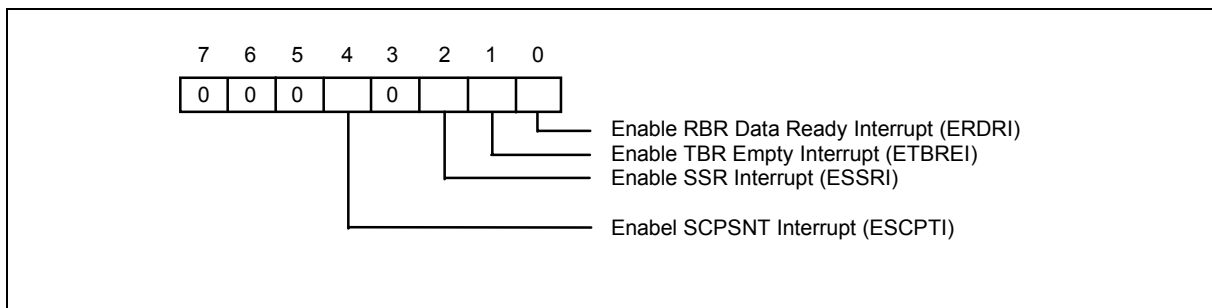 7 6 5 4 3 2 1 0
0 0 0 0
Enable RBR Data Ready Interrupt (ERDRI)
Enable TBR Empty Interrupt (ETBREI)
Enable SSR Interrupt (ESSRI)
Enabel SCPSNT Interrupt (ESCPTI)